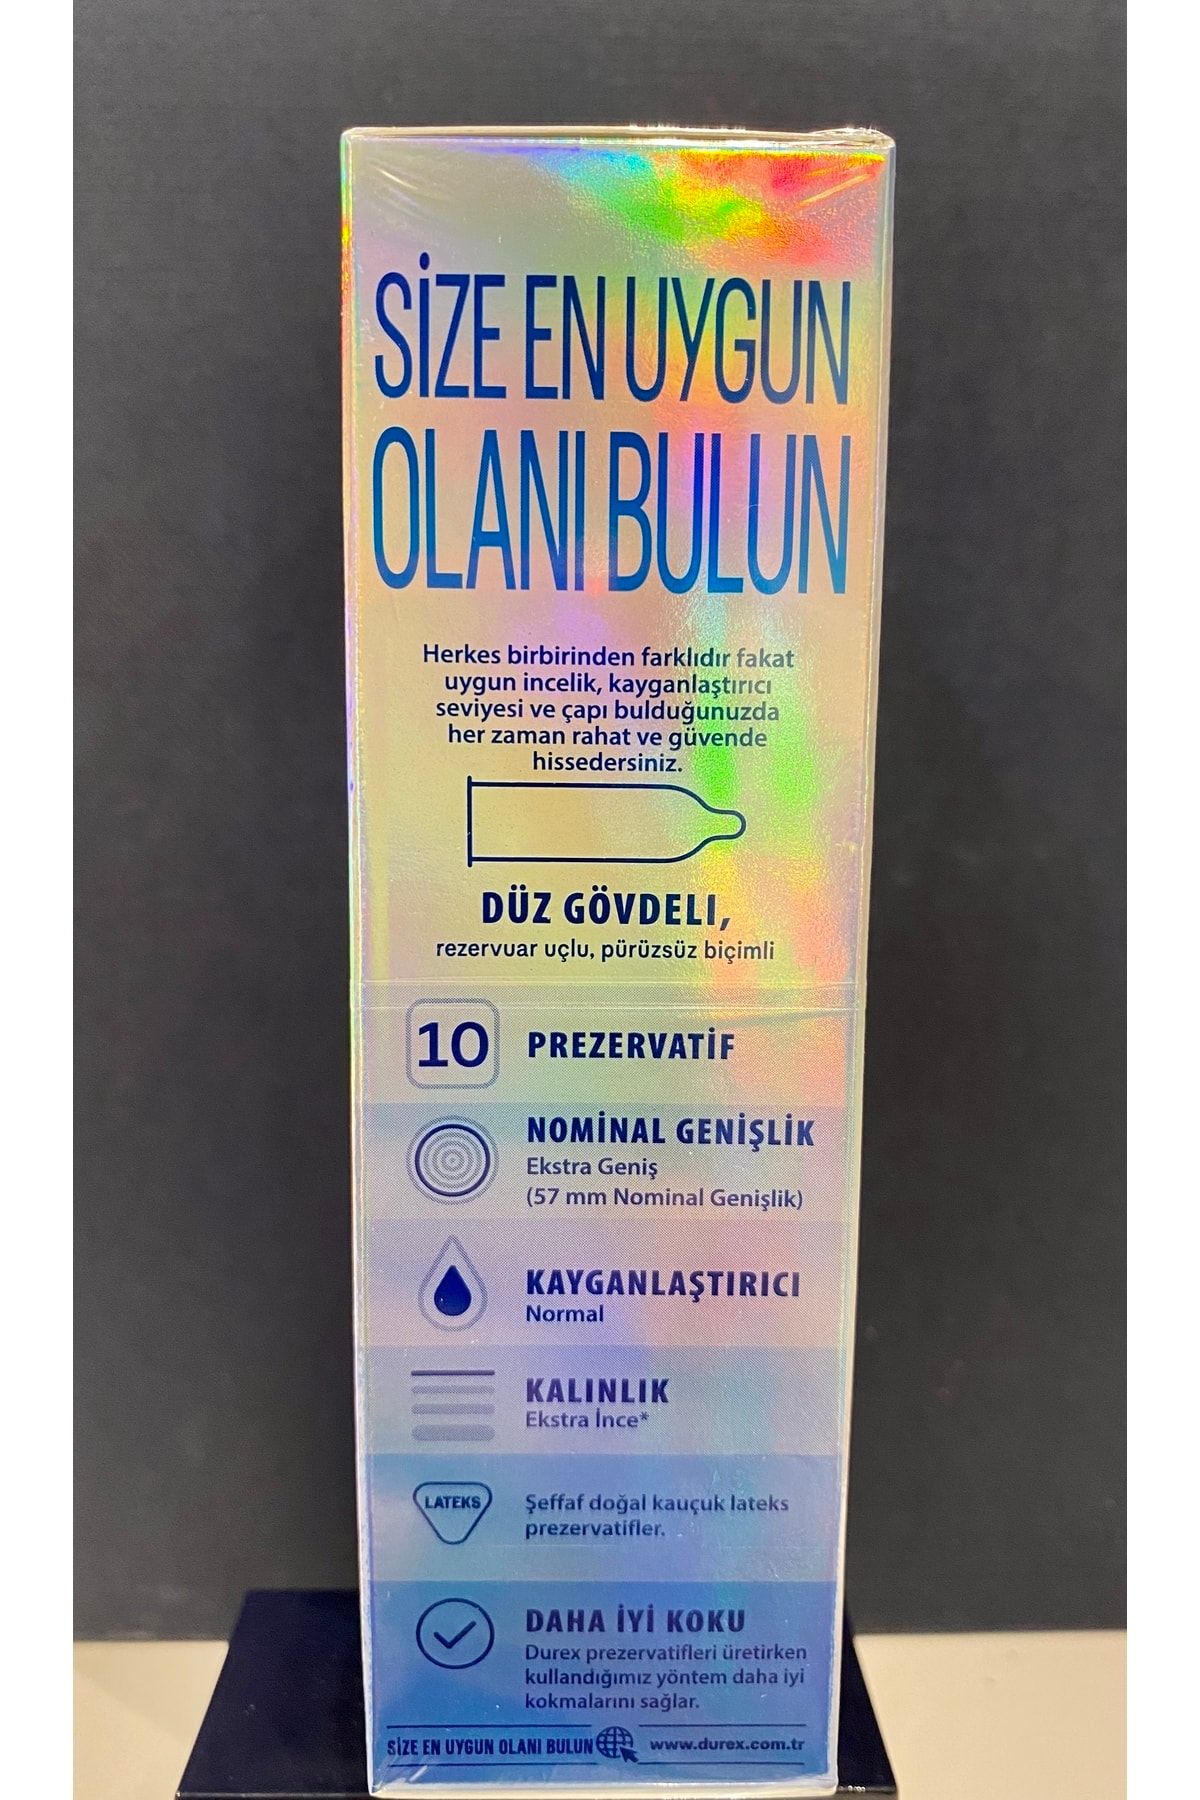 SİZE EN UYGUN
OLANI BULUN
Herkes birbirinden farklıdır fakat
uygun incelik, kayganlaştırıcı
seviyesi ve çapı bulduğunuzda
her zaman rahat ve güvende
hissedersiniz.
DÜZ GÖVDELI,
rezervuar uçlu, pürüzsüz biçimli
10 PREZERVATİF
NOMİNAL GENİŞLİK
Ekstra Geniş
(57 mm Nominal Genişlik)
KAYGANLAŞTIRICI
Normal
KALINLIK
Ekstra İnce*
LATEKS
Şeffaf doğal kauçuk lateks
prezervatifler.
DAHA İYİ KOKU
Durex prezervatifleri üretirken
kullandığımız yöntem daha iyi
kokmalarını sağlar.
SİZE EN UYGUN OLANI BULUN www.durex.com.tr